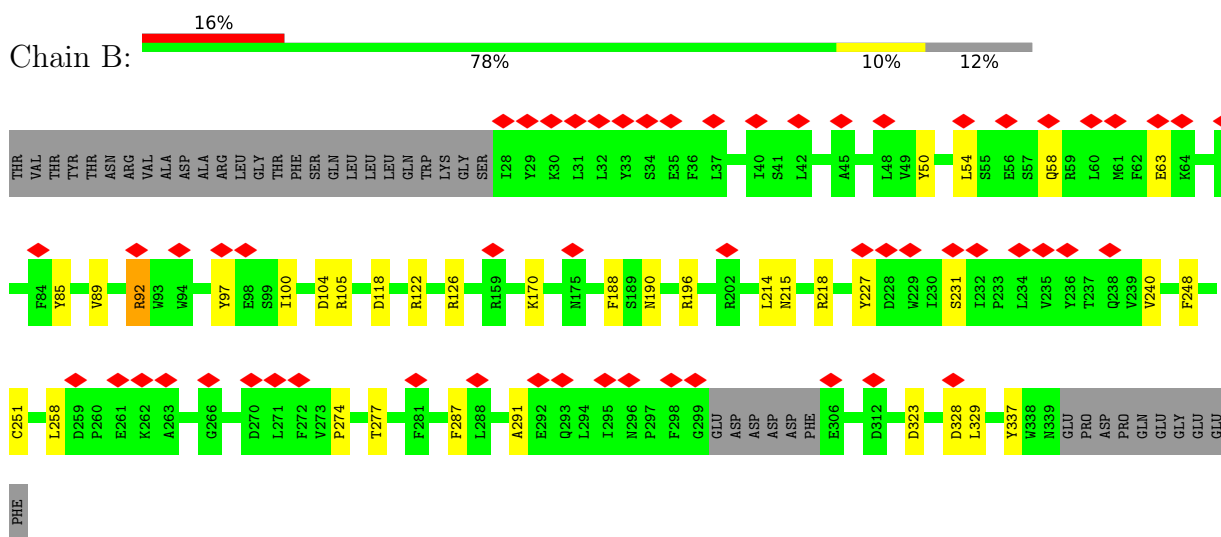 16%
Chain B:
78% 10% 12%
THR VAL THR TYR THR ASN ARG VAL ALA ASP ALA ARG LEU GLY THR PHE SER GLN LEU LEU LEU GLN TRP LYS GLY SER I28 Y29 K30 L31 L32 Y33 S34 E35 F36 L37 I40 S41 L42 A45 L48 V49 Y50 L54 S55 E56 S57 Q58 R59 L60 M61 F62 E63 K64
F84 Y85 V89 R92 W93 W94 Y97 E98 S99 I100 D104 R105 D118 R122 R126 R159 K170 N175 F188 S189 N190 R196 R202 L214 N215 R218 Y227 D228 W229 I230 S231 I232 P233 L234 V235 Y236 T237 Q238 V239 V240 F248
C251 L258 D259 P260 E261 K262 A263 G266 D270 L271 F272 V273 P274 T277 F281 F287 L288 A291 E292 Q293 L294 I295 N296 P297 F298 G299 GLU ASP ASP ASP ASP PHE E306 D312 D323 D328 L329 Y337 W338 N339 GLU PRO ASP PRO GLN GLU GLY GLU GLU
PHE